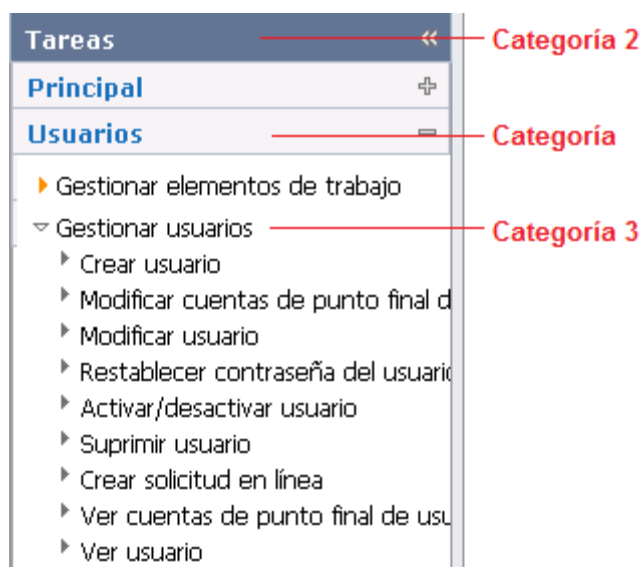 Tareas « Categoría 2
Principal
Usuarios Categoría
Gestionar elementos de trabajo
Gestionar usuarios Categoría 3
Crear usuario
Modificar cuentas de punto final d
Modificar usuario
Restablecer contraseña del usuario
Activar/desactivar usuario
Suprimir usuario
Crear solicitud en línea
Ver cuentas de punto final de usu
Ver usuario